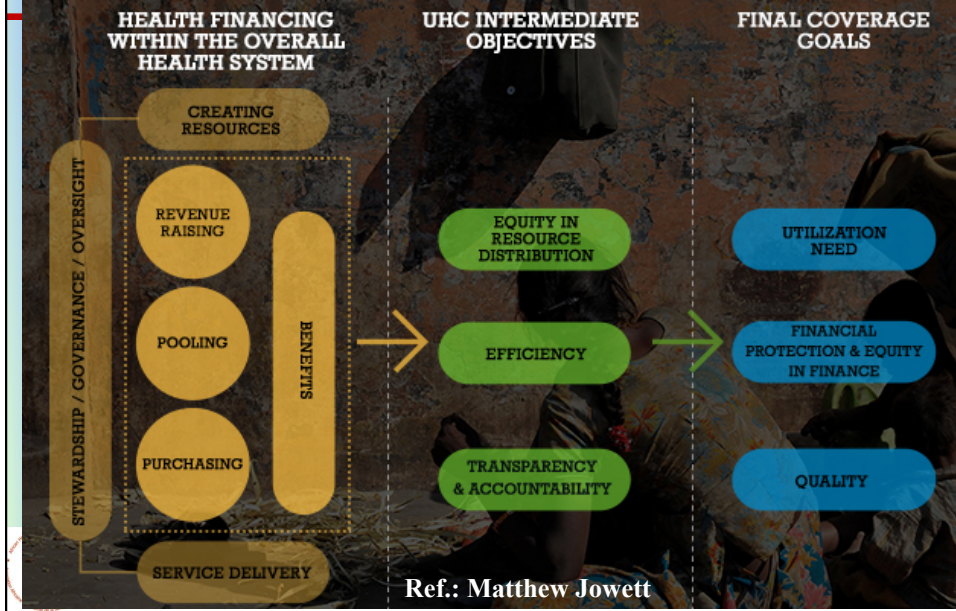 HEALTH FINANCING
WITHIN THE OVERALL
HEALTH SYSTEM
CREATING
RESOURCES
STEWARDSHIP / GOVERNANCE / OVERSIGHT
REVENUE
RAISING
POOLING
PURCHASING
BENEFITS
SERVICE DELIVERY
UHC INTERMEDIATE
OBJECTIVES
EQUITY IN
RESOURCE
DISTRIBUTION
EFFICIENCY
TRANSPARENCY
& ACCOUNTABILITY
FINAL COVERAGE
GOALS
UTILIZATION
NEED
FINANCIAL
PROTECTION & EQUITY
IN FINANCE
QUALITY
Ref.: Matthew Jowett